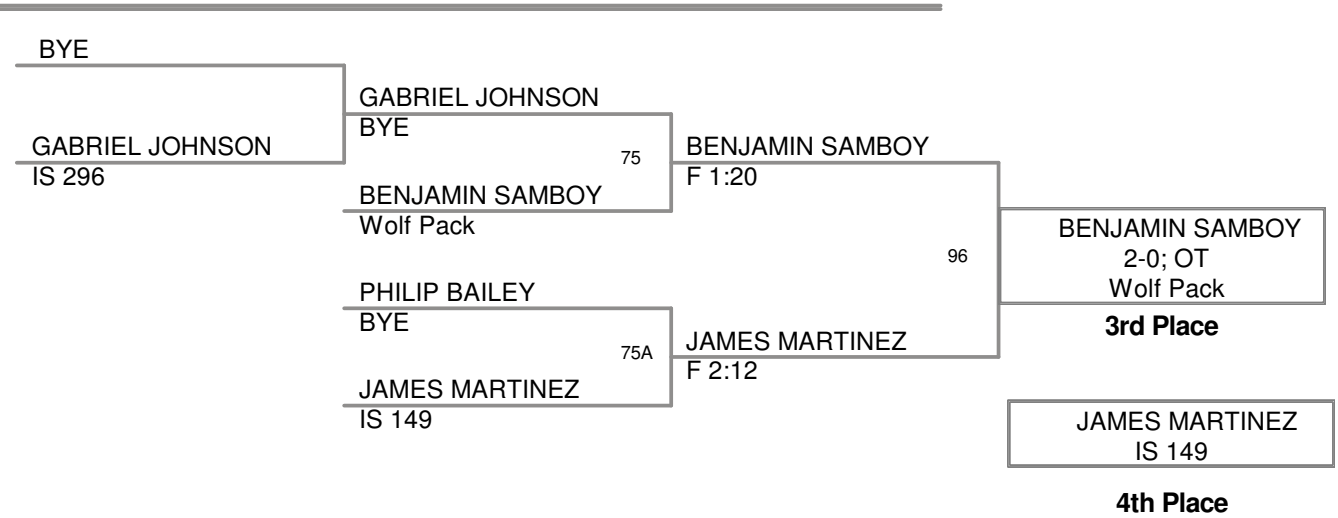 BYE
GABRIEL JOHNSON
IS 296
GABRIEL JOHNSON
BYE
75
BENJAMIN SAMBOY
Wolf Pack
PHILIP BAILEY
BYE
75A
JAMES MARTINEZ
IS 149
BENJAMIN SAMBOY
F 1:20
96
JAMES MARTINEZ
F 2:12
BENJAMIN SAMBOY
2-0; OT
Wolf Pack
3rd Place
JAMES MARTINEZ
IS 149
4th Place